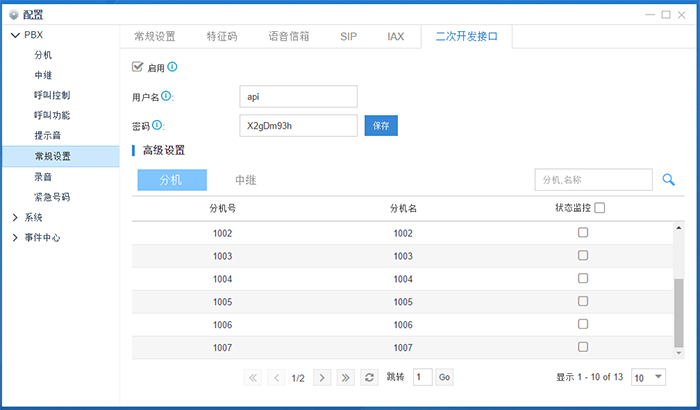 配置
PBX
分机
中继
呼叫控制
呼叫功能
提示音
常规设置
录音
紧急号码
系统
事件中心
常规设置 特征码 语音信箱 SIP IAX 二次开发接口
启用
用户名: api
密码: X2gDm93h 保存
高级设置
分机 中继 分机,名称
分机号 分机名 状态监控
1002 1002
1003 1003
1004 1004
1005 1005
1006 1006
1007 1007
1/2 跳转 1 Go 显示 1 - 10 of 13 10